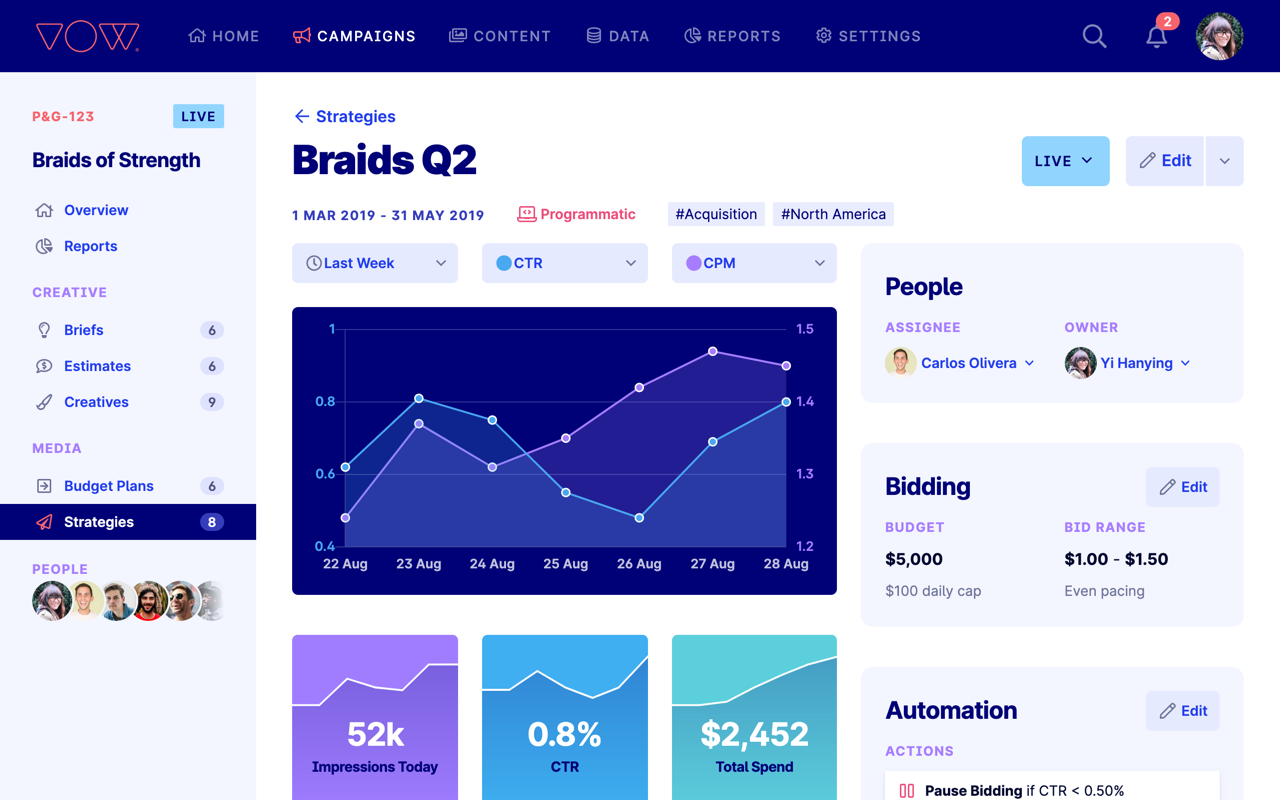 VOW
HOME
CAMPAIGNS
CONTENT
DATA
REPORTS
SETTINGS
2
P&G-123
LIVE
Braids of Strength
Overview
Reports
CREATIVE
Briefs 6
Estimates 6
Creatives 9
MEDIA
Budget Plans 6
Strategies 8
PEOPLE
Strategies
Braids Q2
LIVE
Edit
1 MAR 2019 - 31 MAY 2019
Programmatic
#Acquisition
#North America
Last Week
CTR
CPM
1 1.5
0.8 1.4
0.6 1.3
0.4 1.2
22 Aug 23 Aug 24 Aug 25 Aug 26 Aug 27 Aug 28 Aug
52k
Impressions Today
0.8%
CTR
$2,452
Total Spend
People
ASSIGNEE OWNER
Carlos Olivera Yi Hanying
Bidding
Edit
BUDGET BID RANGE
$5,000 $1.00 - $1.50
$100 daily cap Even pacing
Automation
Edit
ACTIONS
Pause Bidding if CTR < 0.50%